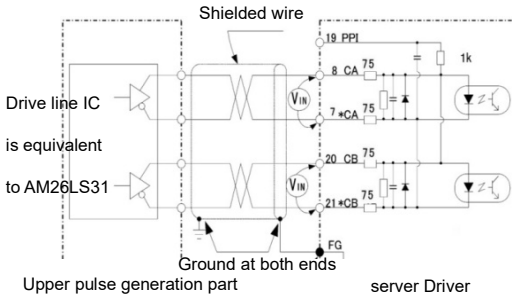 Shielded wire
19 PPI
1k
8 CA 75
Drive line IC
VIN
7 *CA 75
is equivalent
20 CB 75
to AM26LS31
VIN
21*CB 75
FG
Ground at both ends
Upper pulse generation part
server Driver